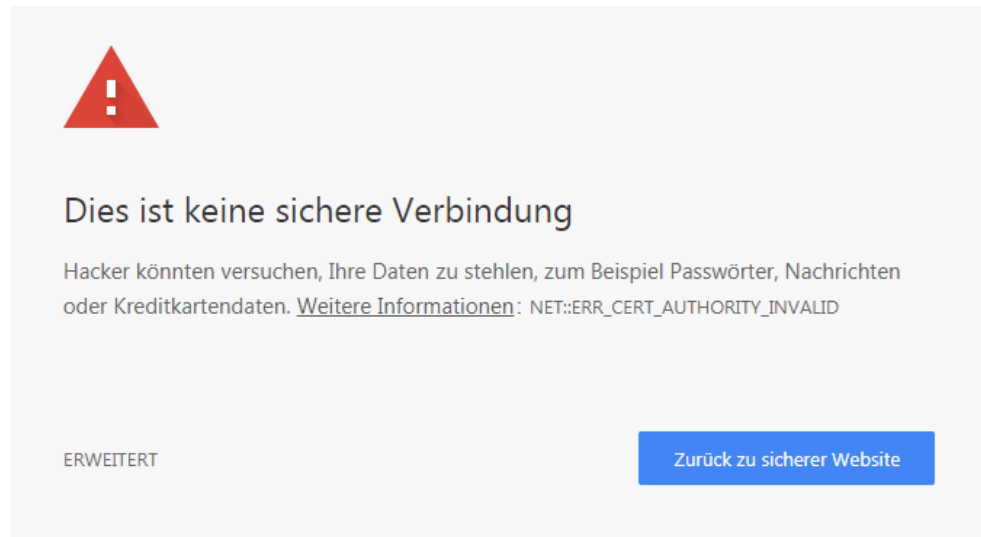 Dies ist keine sichere Verbindung
Hacker könnten versuchen, Ihre Daten zu stehlen, zum Beispiel Passwörter, Nachrichten
oder Kreditkartendaten. Weitere Informationen: NET::ERR_CERT_AUTHORITY_INVALID
ERWEITERT Zurück zu sicherer Website